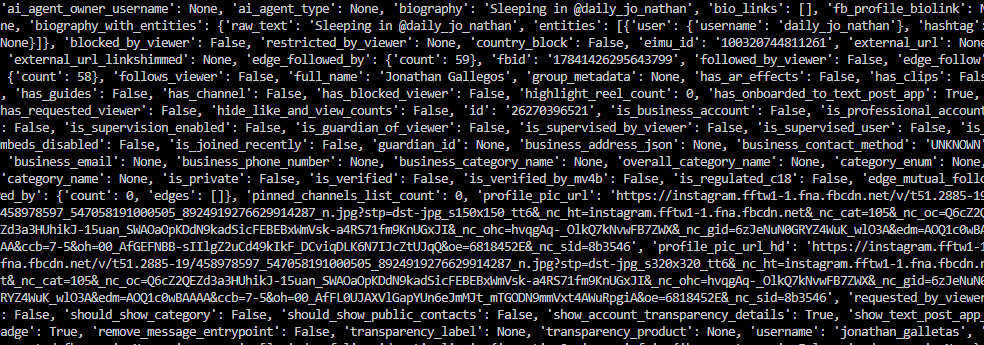 'ai_agent_owner_username': None, 'ai_agent_type': None, 'biography': 'Sleeping in @daily_jo_nathan', 'bio_links': [], 'fb_profile_biolink': N
e, 'biography_with_entities': {'raw_text': 'Sleeping in @daily_jo_nathan', 'entities': [{'user': {'username': 'daily_jo_nathan'}, 'hashtag'
None}]}, 'blocked_by_viewer': False, 'restricted_by_viewer': None, 'country_block': False, 'eimu_id': '100320744811261', 'external_url': None
'external_url_linkshimmed': None, 'edge_followed_by': {'count': 59}, 'fbid': '17841426295643799', 'followed_by_viewer': False, 'edge_follow'
{'count': 58}, 'follows_viewer': False, 'full_name': 'Jonathan Gallegos', 'group_metadata': None, 'has_ar_effects': False, 'has_clips': Fals
, 'has_guides': False, 'has_channel': False, 'has_blocked_viewer': False, 'highlight_reel_count': 0, 'has_onboarded_to_text_post_app': True,
has_requested_viewer': False, 'hide_like_and_view_counts': False, 'id': '26270396521', 'is_business_account': False, 'is_professional_account
: False, 'is_supervision_enabled': False, 'is_guardian_of_viewer': False, 'is_supervised_by_viewer': False, 'is_supervised_user': False, 'is_
mbeds_disabled': False, 'is_joined_recently': False, 'guardian_id': None, 'business_address_json': None, 'business_contact_method': 'UNKNOWN'
'business_email': None, 'business_phone_number': None, 'business_category_name': None, 'overall_category_name': None, 'category_enum': None,
'category_name': None, 'is_private': False, 'is_verified': False, 'is_verified_by_mv4b': False, 'is_regulated_c18': False, 'edge_mutual_follo
ed_by': {'count': 0, 'edges': []}, 'pinned_channels_list_count': 0, 'profile_pic_url': 'https://instagram.fftw1-1.fna.fbcdn.net/v/t51.2885-19
458978597_547058191000505_8924919276629914287_n.jpg?stp=dst-jpg_s150x150_tt6&_nc_ht=instagram.fftw1-1.fna.fbcdn.net&_nc_cat=105&_nc_oc=Q6cZ2Q
Zd3a3HUhikJ-15uan_SWAOaOpKDdN9kadSicFEBEBxWmVsk-a4RS71fm9KnUGxJI&_nc_ohc=hvqgAq-_OlkQ7kNvwFB7ZWX&_nc_gid=6zJeNuN0GRYZ4WuK_wlO3A&edm=AOQ1c0wBA
AA&ccb=7-5&oh=00_AfGEFNBB-sIIlgZ2uCd49kIkF_DCviqDLK6N7IJcZtUJqQ&oe=6818452E&_nc_sid=8b3546', 'profile_pic_url_hd': 'https://instagram.fftw1-1
fna.fbcdn.net/v/t51.2885-19/458978597_547058191000505_8924919276629914287_n.jpg?stp=dst-jpg_s320x320_tt6&_nc_ht=instagram.fftw1-1.fna.fbcdn.n
t&_nc_cat=105&_nc_oc=Q6cZ2QEZd3a3HUhikJ-15uan_SWAOaOpKDdN9kadSicFEBEBxWmVsk-a4RS71fm9KnUGxJI&_nc_ohc=hvqgAq-_OlkQ7kNvwFB7ZWX&_nc_gid=6zJeNuN0
RYZ4WuK_wlO3A&edm=AOQ1c0wBAAAA&ccb=7-5&oh=00_AfFL0UJAXVlGapYUn6eJmMJt_mTGODN9mmVxt4AWuRpgiA&oe=6818452E&_nc_sid=8b3546', 'requested_by_viewer
: False, 'should_show_category': False, 'should_show_public_contacts': False, 'show_account_transparency_details': True, 'show_text_post_app_
adge': True, 'remove_message_entrypoint': False, 'transparency_label': None, 'transparency_product': None, 'username': 'jonathan_galletas', '